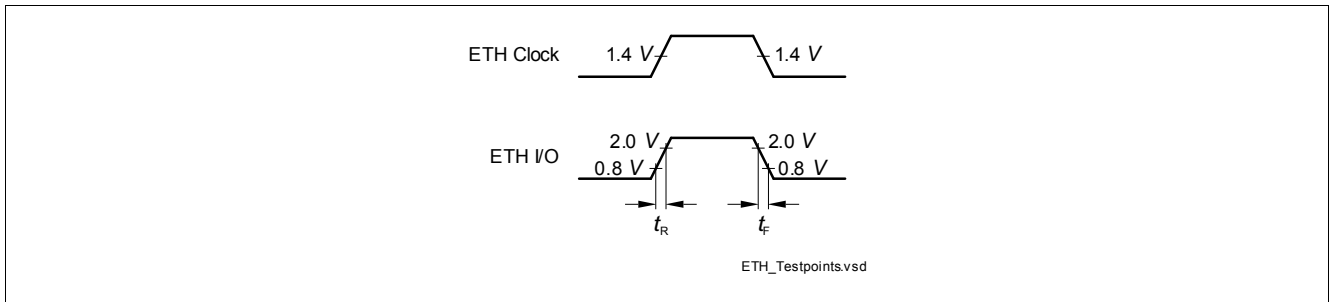 ETH Clock 1.4 V 1.4 V
2.0 V 2.0 V
ETH I/O
0.8 V 0.8 V
tR tF
ETH_Testpoints.vsd